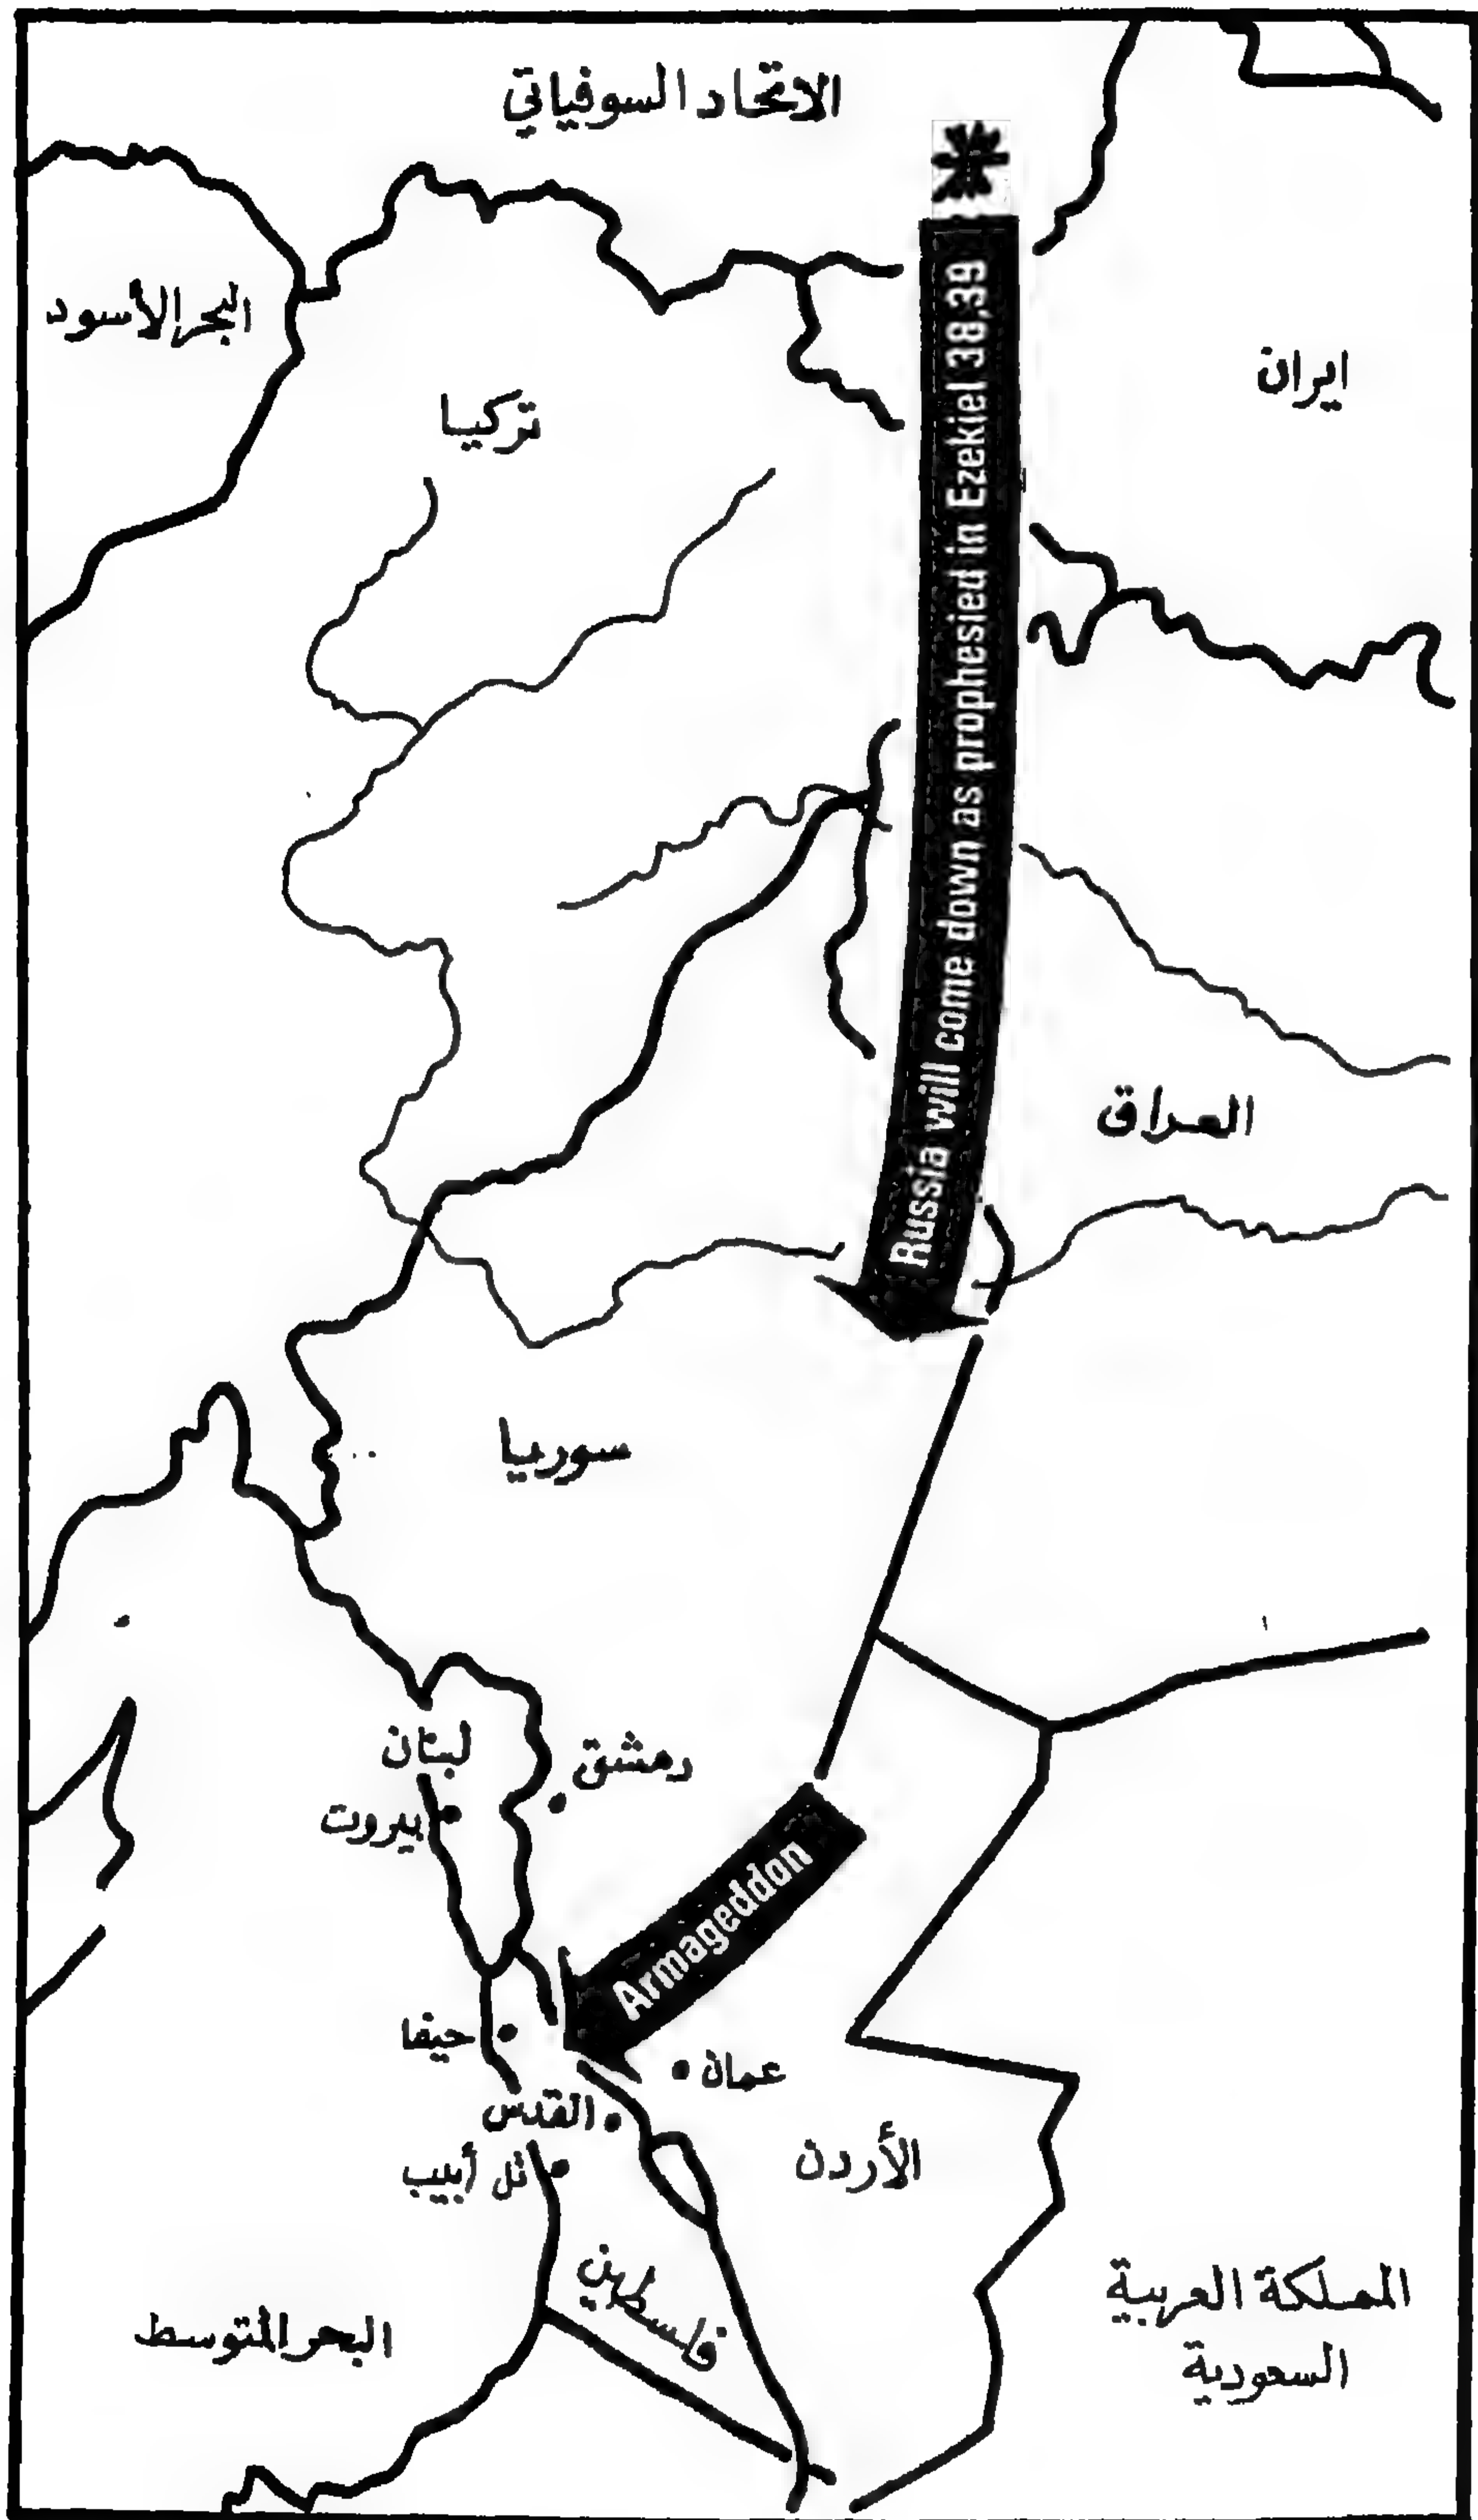 الاتحاد السوفياتي
البحر الأسود
ايران
تركيا
Russia will come down as prophesied in Ezekiel 38,39
العراق
سوريا
لبنان
دمشق
بيروت
Armageddon
حيفا
عمان
القدس
تل أبيب
الأردن
فلسطين
المملكة العربية
السعودية
البحر المتوسط